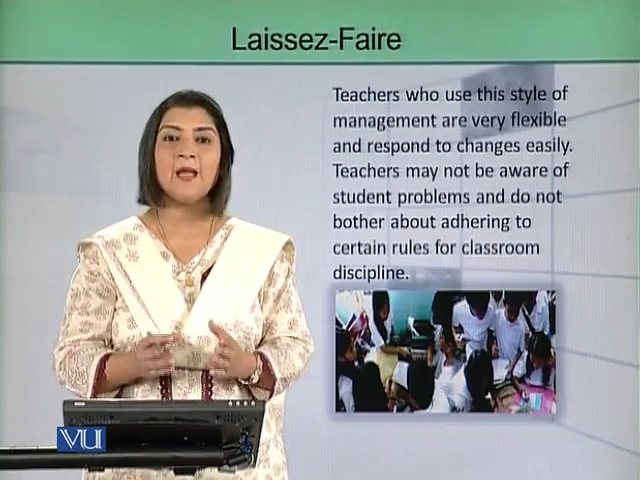 Laissez-Faire
Teachers who use this style of
management are very flexible
and respond to changes easily.
Teachers may not be aware of
student problems and do not
bother about adhering to
certain rules for classroom
discipline.
VU